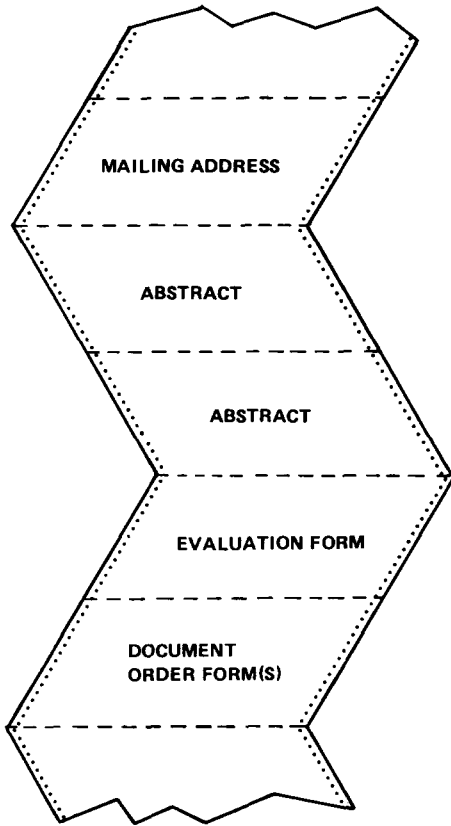 MAILING ADDRESS
ABSTRACT
ABSTRACT
EVALUATION FORM
DOCUMENT
ORDER FORM(S)